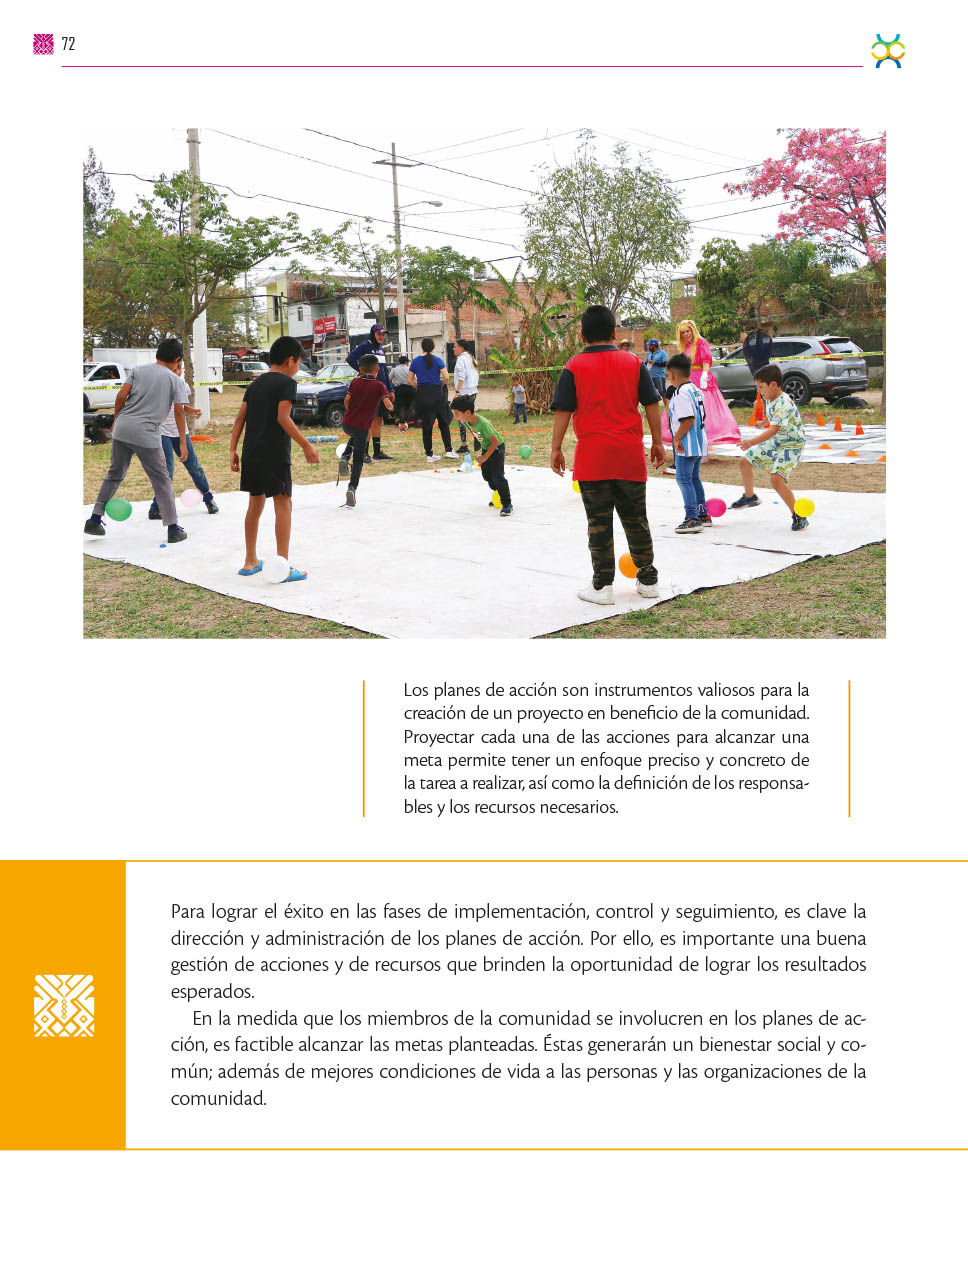 72
Los planes de acción son instrumentos valiosos para la
creación de un proyecto en beneficio de la comunidad.
Proyectar cada una de las acciones para alcanzar una
meta permite tener un enfoque preciso y concreto de
la tarea a realizar, así como la definición de los responsa-
bles y los recursos necesarios.
Para lograr el éxito en las fases de implementación, control y seguimiento, es clave la
dirección y administración de los planes de acción. Por ello, es importante una buena
gestión de acciones y de recursos que brinden la oportunidad de lograr los resultados
esperados.
En la medida que los miembros de la comunidad se involucren en los planes de ac-
ción, es factible alcanzar las metas planteadas. Éstas generarán un bienestar social y co-
mún; además de mejores condiciones de vida a las personas y las organizaciones de la
comunidad.